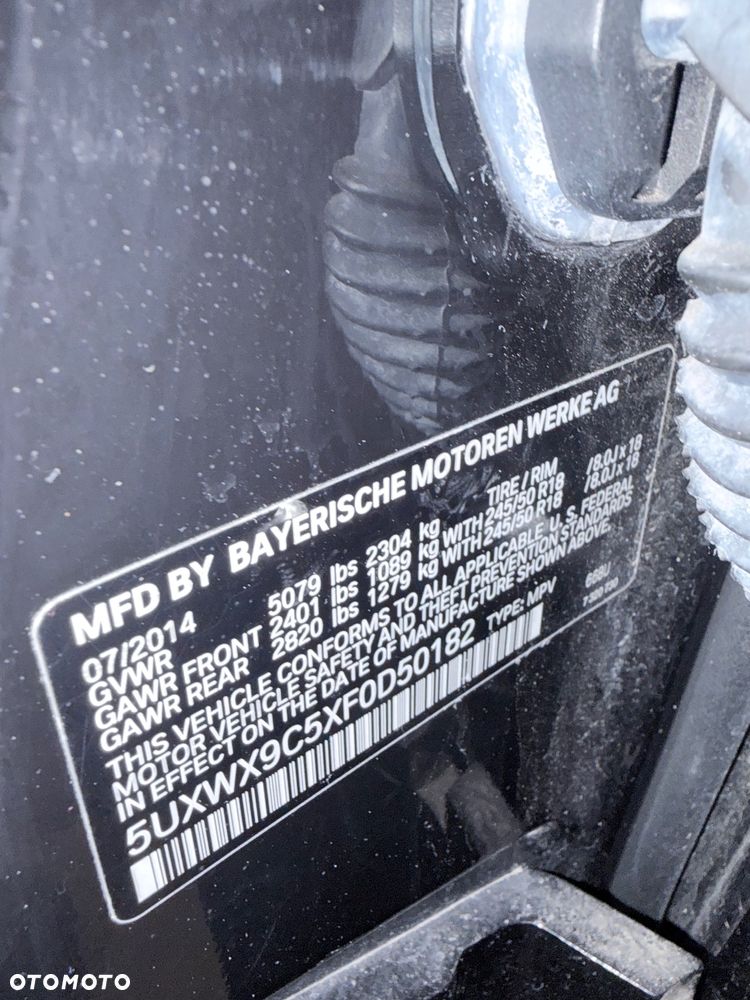 MFD BY BAYERISCHE MOTOREN WERKE AG
07/2014
GVWR 5079 lbs 2304 kg TIRE / RIM
GAWR FRONT 2401 lbs 1089 kg WITH 245/50 R18 /8.0J x 18
GAWR REAR 2820 lbs 1279 kg WITH 245/50 R18 /8.0J x 18
THIS VEHICLE CONFORMS TO ALL APPLICABLE U. S. FEDERAL
MOTOR VEHICLE SAFETY AND THEFT PREVENTION STANDARDS
IN EFFECT ON THE DATE OF MANUFACTURE SHOWN ABOVE.
5UXWX9C5XF0D50182 TYPE: MPV
OTOMOTO